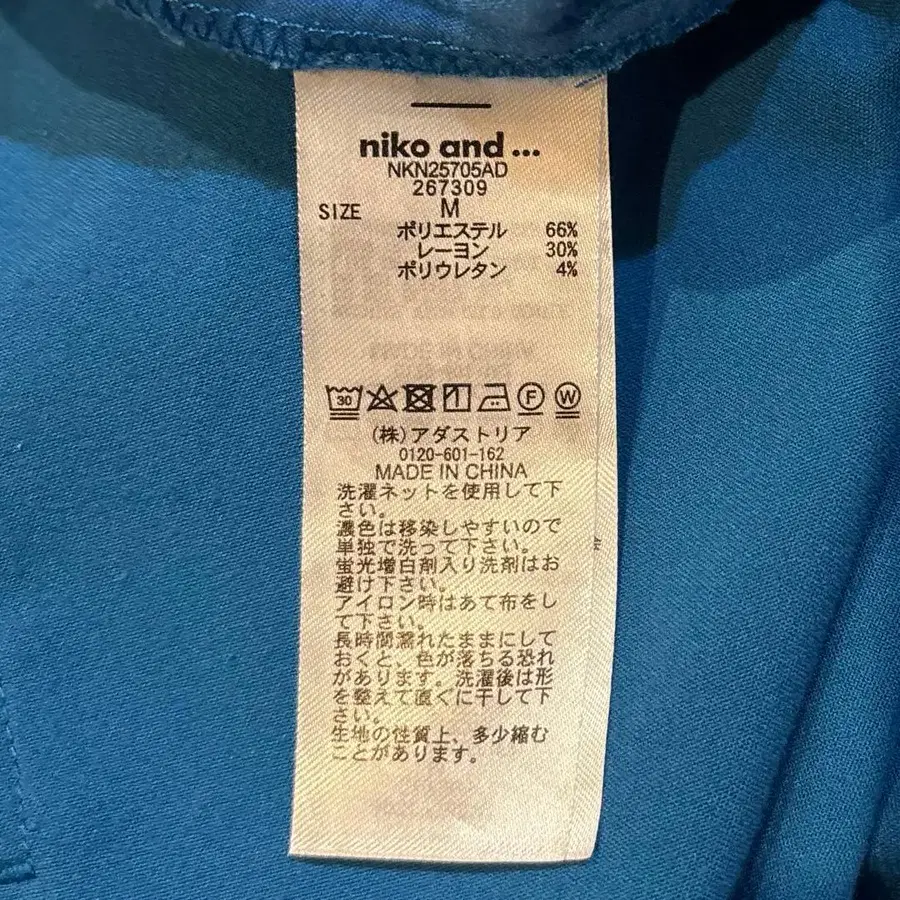 niko and ...
NKN25705AD
267309
SIZE M
ポリエステル 66%
レーヨン 30%
ポリウレタン 4%
30 F W
(株)アダストリア
0120-601-162
MADE IN CHINA
洗濯ネットを使用して下
さい。
濃色は移染しやすいので
単独で洗って下さい。
蛍光増白剤入り洗剤はお
避け下さい。
アイロン時はあて布をし
て下さい。
長時間濡れたままにして
おくと、色が落ちる恐れ
があります。洗濯後は形
を整えて直ぐに干して下
さい。
生地の性質上、多少縮む
ことがあります。